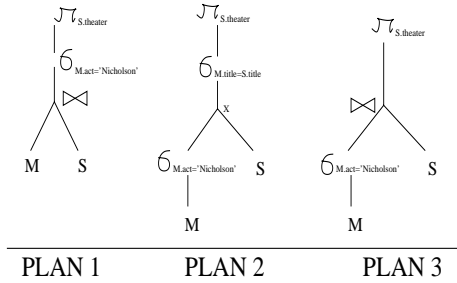 π S.theater
σ M.act='Nicholson'
⋈
M S
PLAN 1
π S.theater
σ M.title=S.title
x
σ M.act='Nicholson'
S
M
PLAN 2
π S.theater
⋈
σ M.act='Nicholson'
S
M
PLAN 3